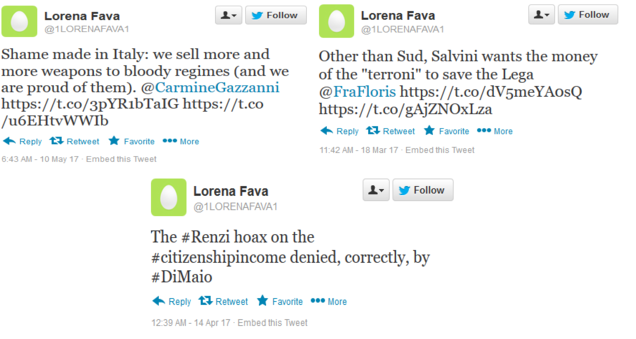 Lorena Fava
@1LORENAFAVA1
Follow
Shame made in Italy: we sell more and
more weapons to bloody regimes (and we
are proud of them). @CarmineGazzanni
https://t.co/3pYR1bTaIG https://t.co
/u6EHtvWWIb
Reply Retweet Favorite More
6:43 AM - 10 May 17 · Embed this Tweet
Lorena Fava
@1LORENAFAVA1
Follow
Other than Sud, Salvini wants the money
of the "terroni" to save the Lega
@FraFloris https://t.co/dV5meYAosQ
https://t.co/gAjZNOxLza
Reply Retweet Favorite More
11:42 AM - 18 Mar 17 · Embed this Tweet
Lorena Fava
@1LORENAFAVA1
Follow
The #Renzi hoax on the
#citizenshipincome denied, correctly, by
#DiMaio
Reply Retweet Favorite More
12:39 AM - 14 Apr 17 · Embed this Tweet